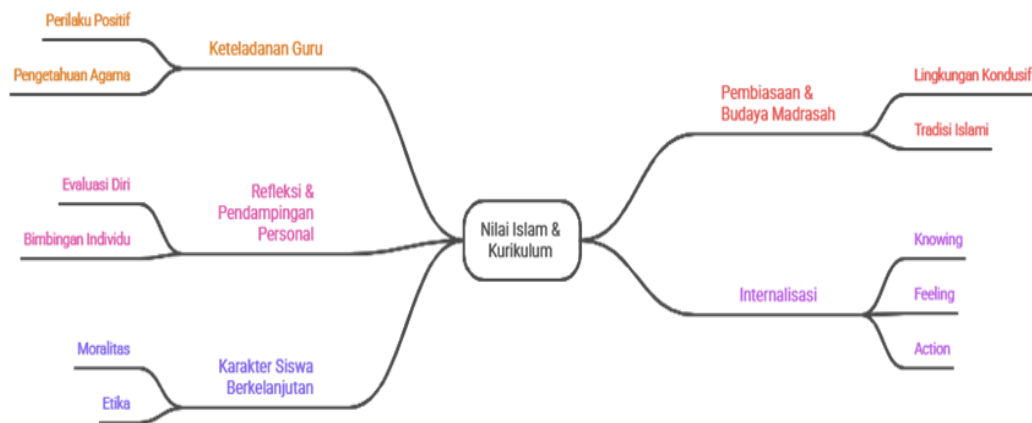 Perilaku Positif
Pengetahuan Agama
Keteladanan Guru
Evaluasi Diri
Bimbingan Individu
Refleksi &
Pendampingan
Personal
Moralitas
Etika
Karakter Siswa
Berkelanjutan
Nilai Islam &
Kurikulum
Pembiasaan &
Budaya Madrasah
Lingkungan Kondusif
Tradisi Islami
Internalisasi
Knowing
Feeling
Action